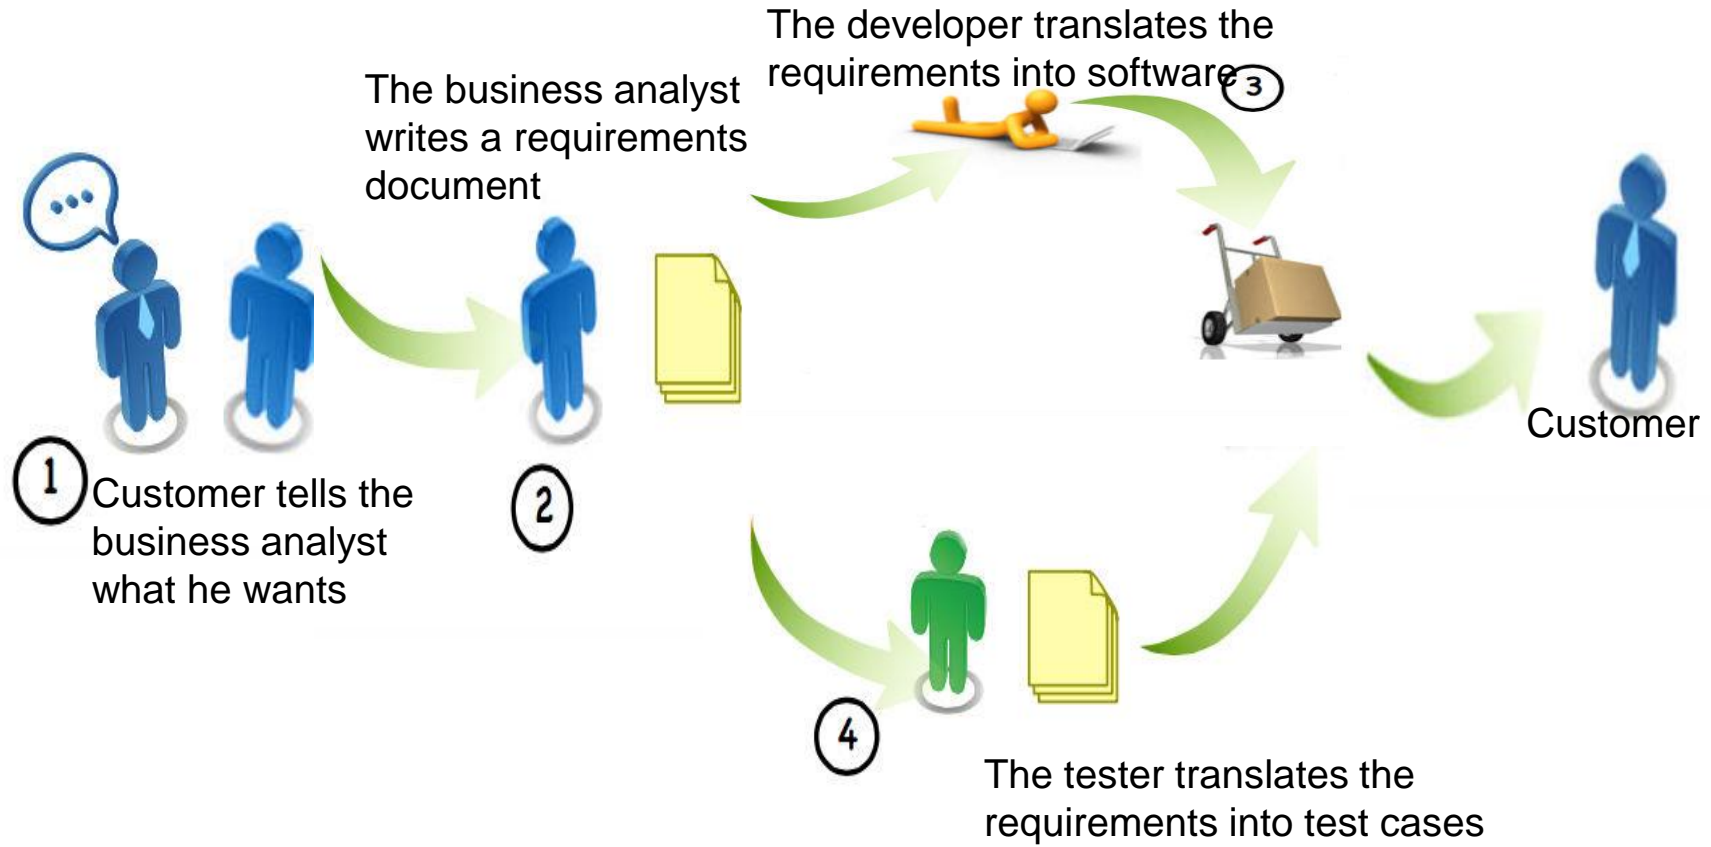 The developer translates the
requirements into software
3
The business analyst
writes a requirements
document
1
Customer tells the
business analyst
what he wants
2
Customer
4
The tester translates the
requirements into test cases